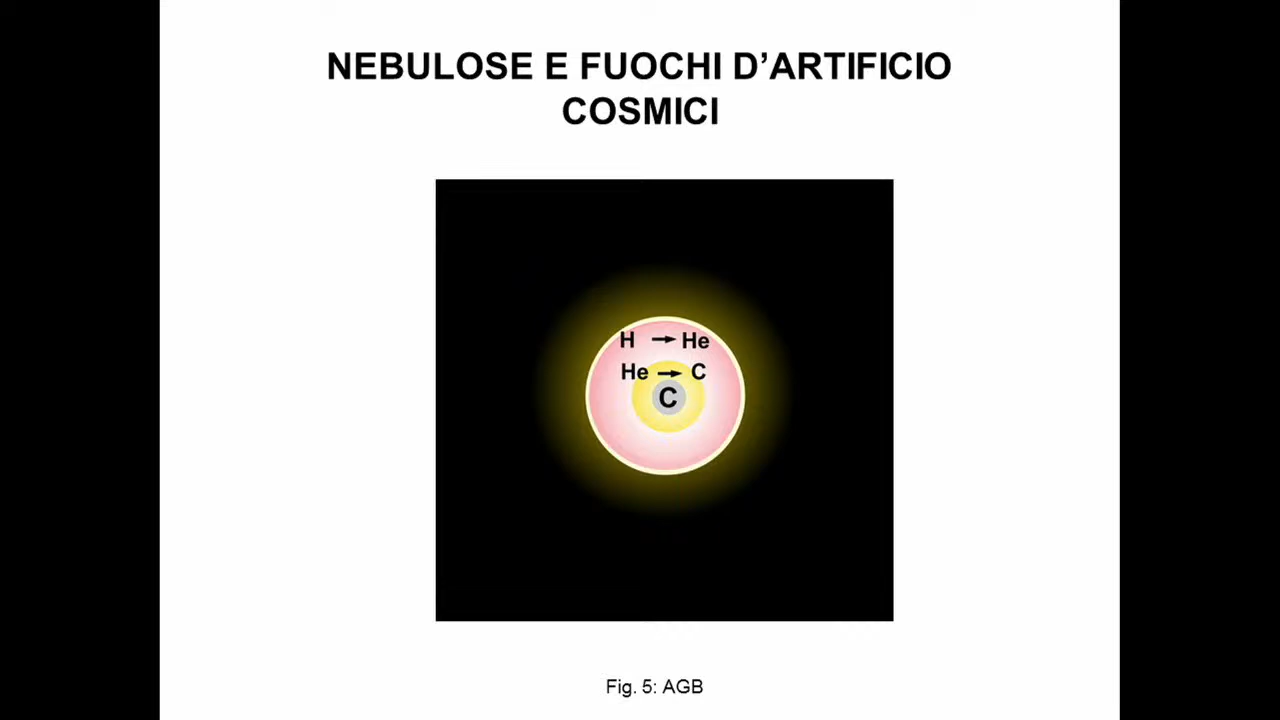 NEBULOSE E FUOCHI D’ARTIFICIO
COSMICI
H → He
He → C
C
Fig. 5: AGB